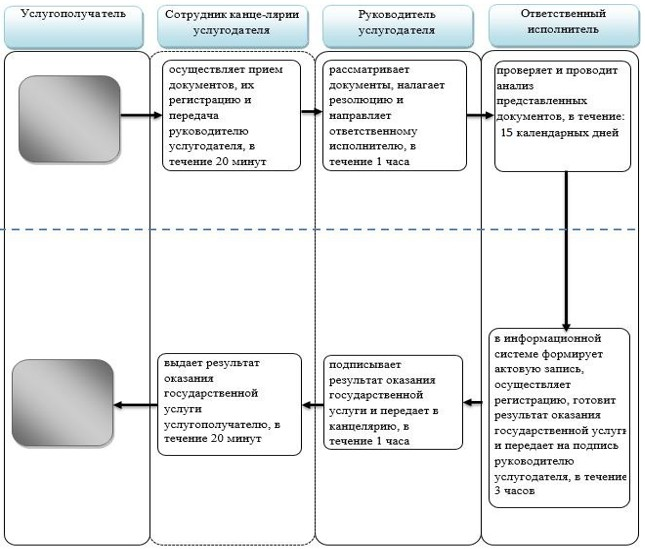 Услугополучатель
Сотрудник канце-лярии
услугодателя
Руководитель
услугодателя
Ответственный
исполнитель
осуществляет прием
документов, их
регистрацию и
передача
руководителю
услугодателя, в
течение 20 минут
рассматривает
документы, налагает
резолюцию и
направляет
ответственному
исполнителю, в
течение 1 часа
проверяет и проводит
анализ
представленных
документов, в течение:
15 календарных дней
выдает результат
оказания
государственной
услуги
услугополучателю, в
течение 20 минут
подписывает
результат оказания
государственной
услуги и передает в
канцелярию, в
течение 1 часа
в информационной
системе формирует
актовую запись,
осуществляет
регистрацию, готовит
результат оказания
государственной услуги
и передает на подпись
руководителю
услугодателя, в течение
3 часов